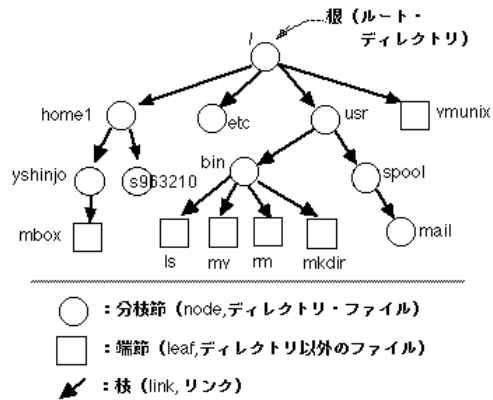 根（ルート・
ディレクトリ）
/
home1
etc
usr
vmunix
yshinjo
s963210
bin
spool
mbox
ls
mv
rm
mkdir
mail
：分枝節（node,ディレクトリ・ファイル）
：端節（leaf,ディレクトリ以外のファイル）
：枝（link,リンク）